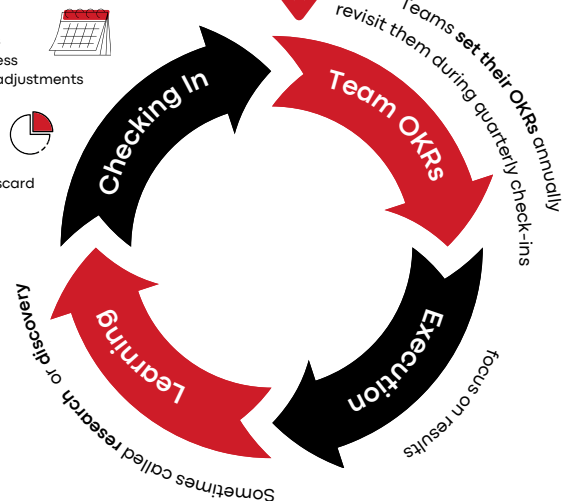 adjustments
Checking In
Team OKRs
Teams set their OKRs annually
revisit them during quarterly check-ins
Execution
focus on results
Learning
Sometimes called research or discovery